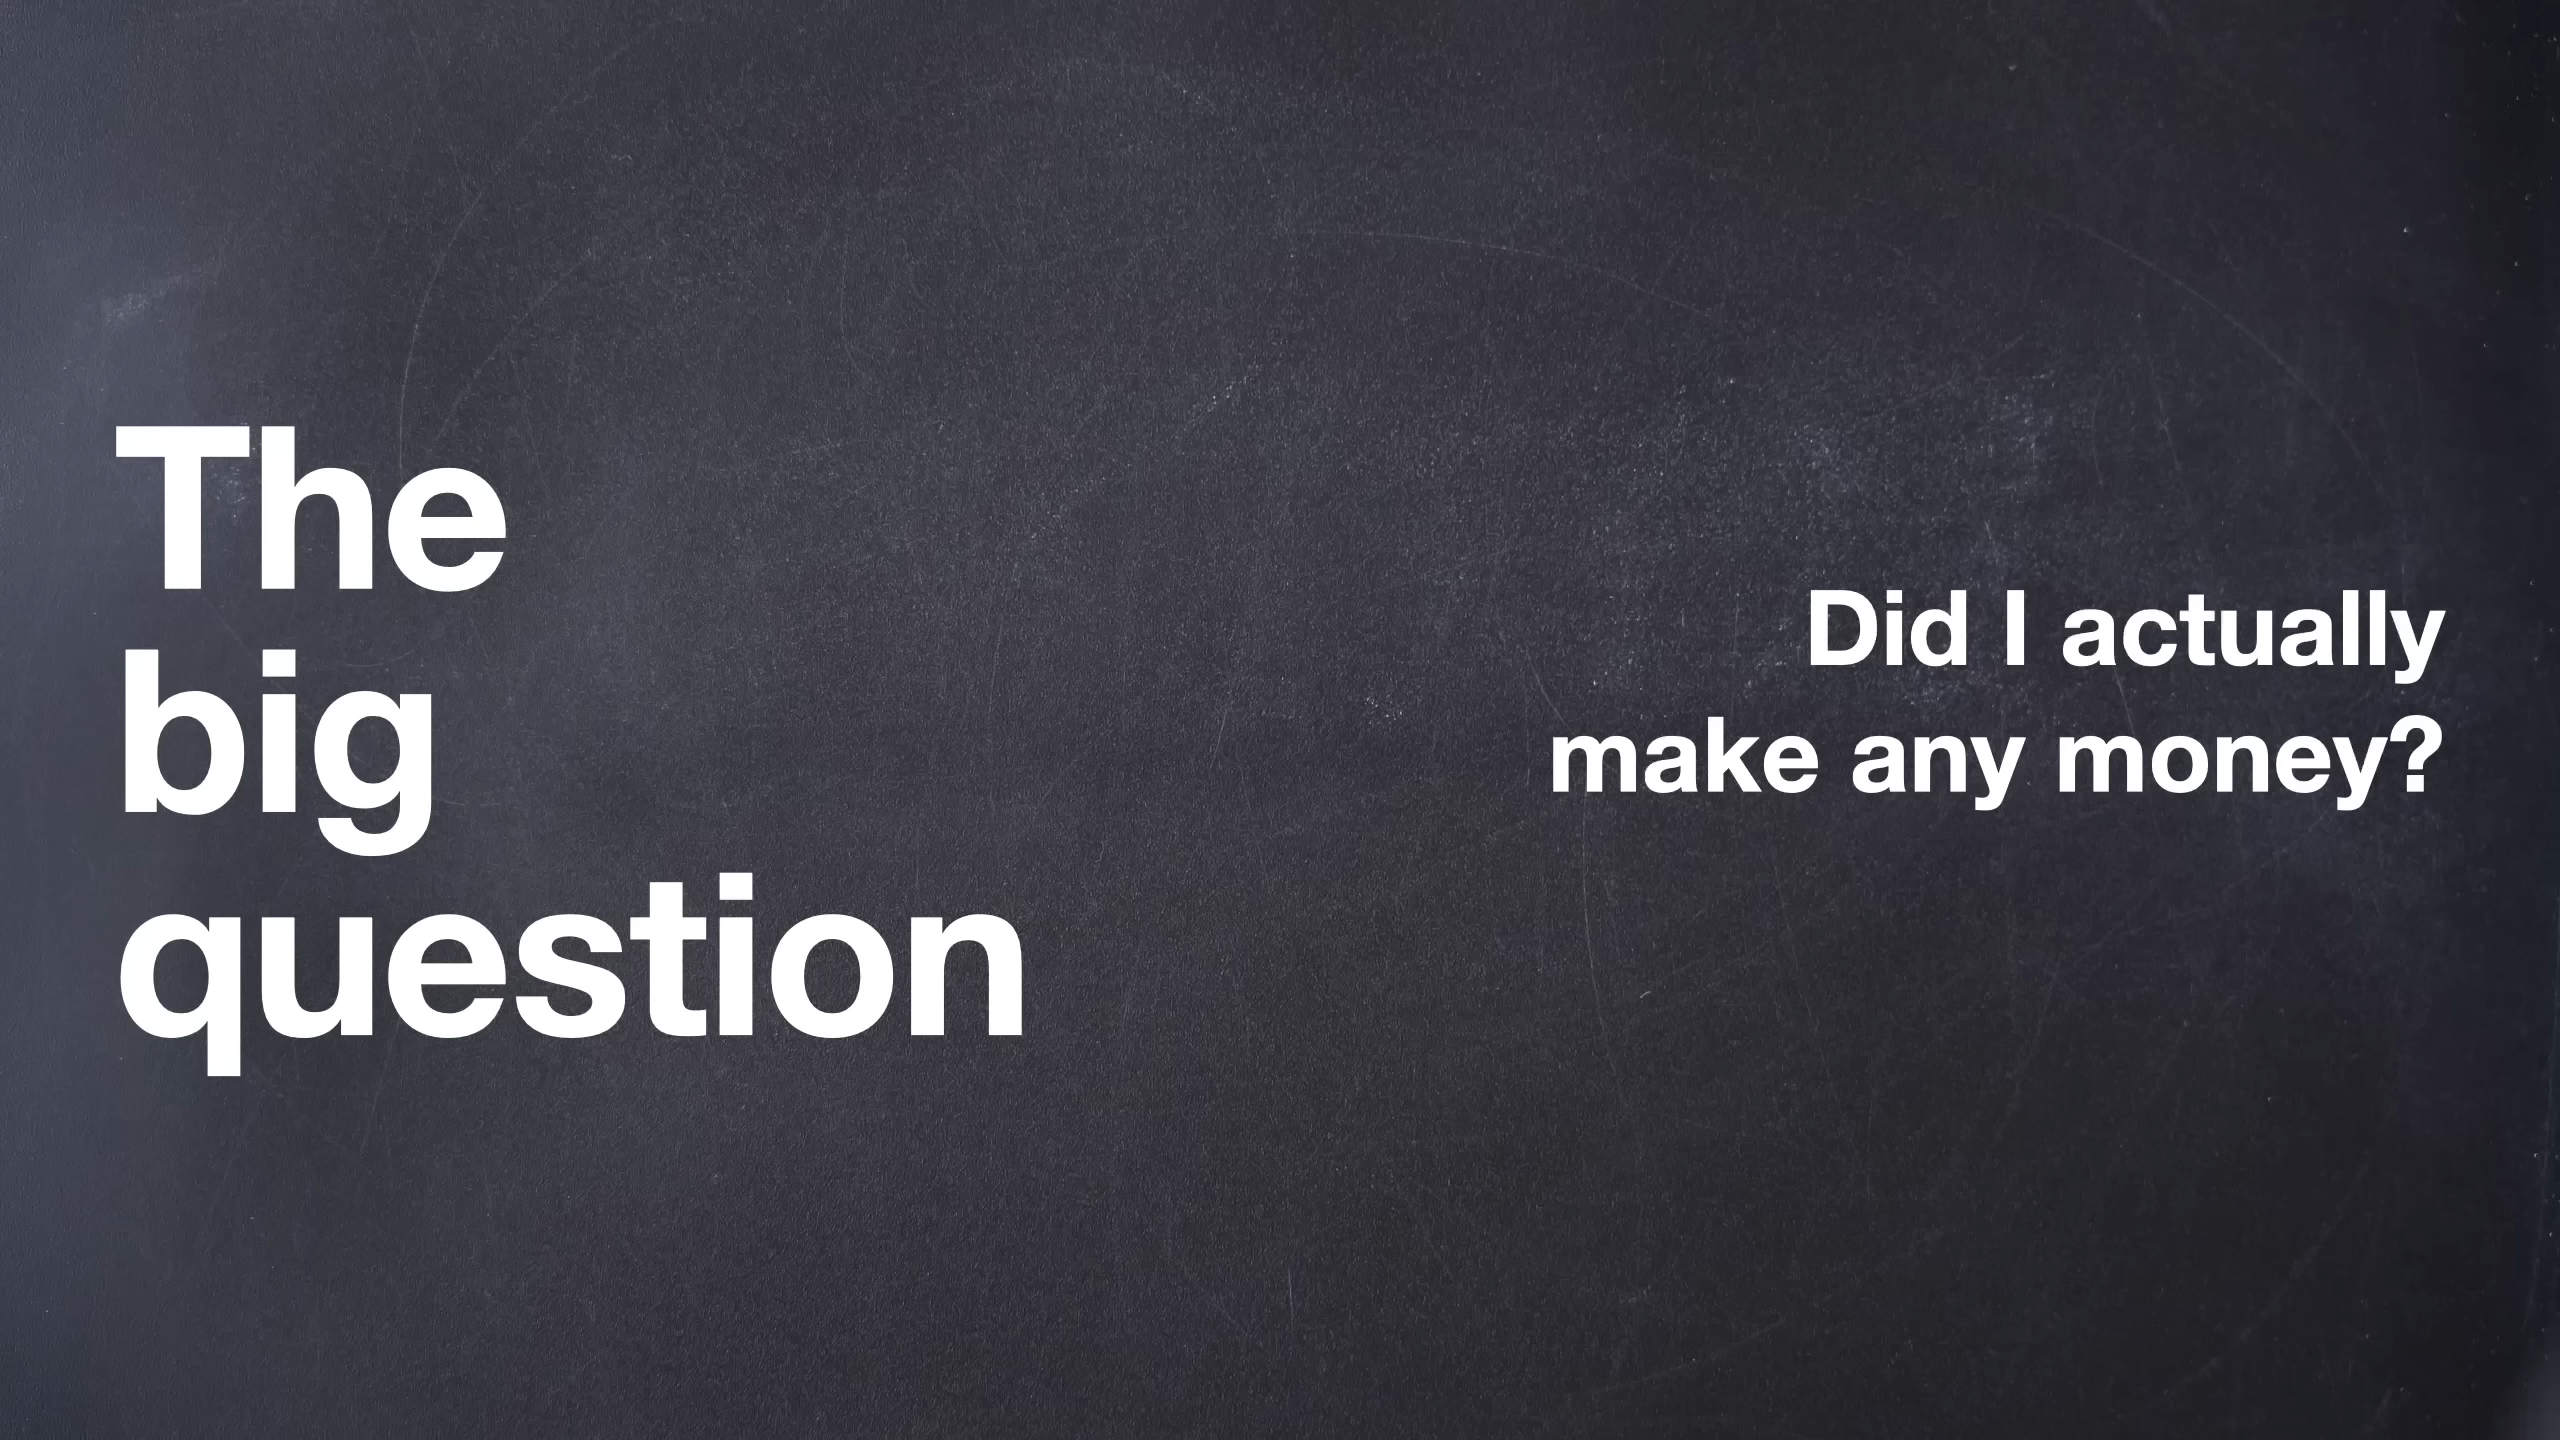 The
big
question
Did I actually
make any money?